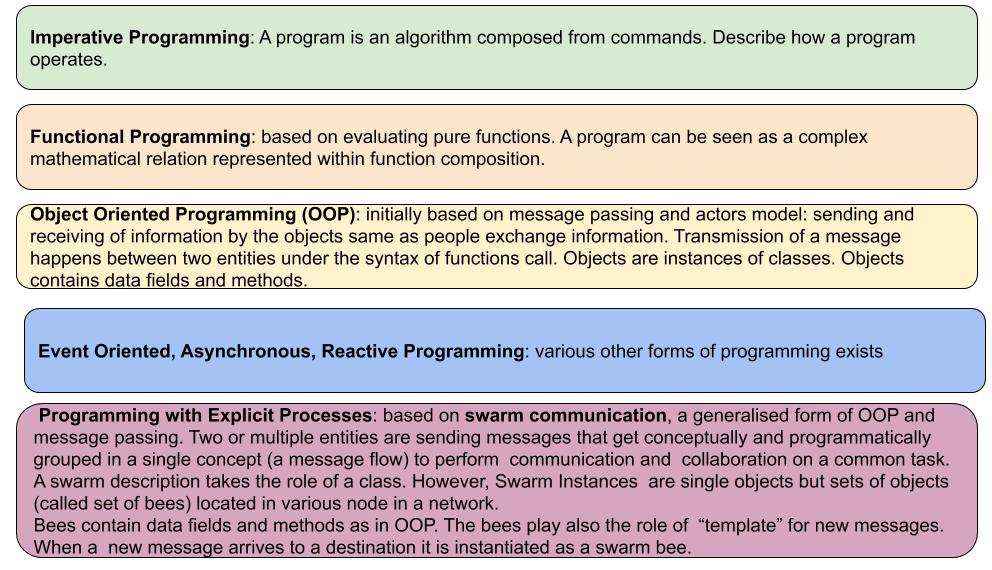 Imperative Programming: A program is an algorithm composed from commands. Describe how a program
operates.
Functional Programming: based on evaluating pure functions. A program can be seen as a complex
mathematical relation represented within function composition.
Object Oriented Programming (OOP): initially based on message passing and actors model: sending and
receiving of information by the objects same as people exchange information. Transmission of a message
happens between two entities under the syntax of functions call. Objects are instances of classes. Objects
contains data fields and methods.
Event Oriented, Asynchronous, Reactive Programming: various other forms of programming exists
Programming with Explicit Processes: based on swarm communication, a generalised form of OOP and
message passing. Two or multiple entities are sending messages that get conceptually and programmatically
grouped in a single concept (a message flow) to perform  communication and  collaboration on a common task.
A swarm description takes the role of a class. However, Swarm Instances  are single objects but sets of objects
(called set of bees) located in various node in a network.
Bees contain data fields and methods as in OOP. The bees play also the role of  “template” for new messages.
When a  new message arrives to a destination it is instantiated as a swarm bee.